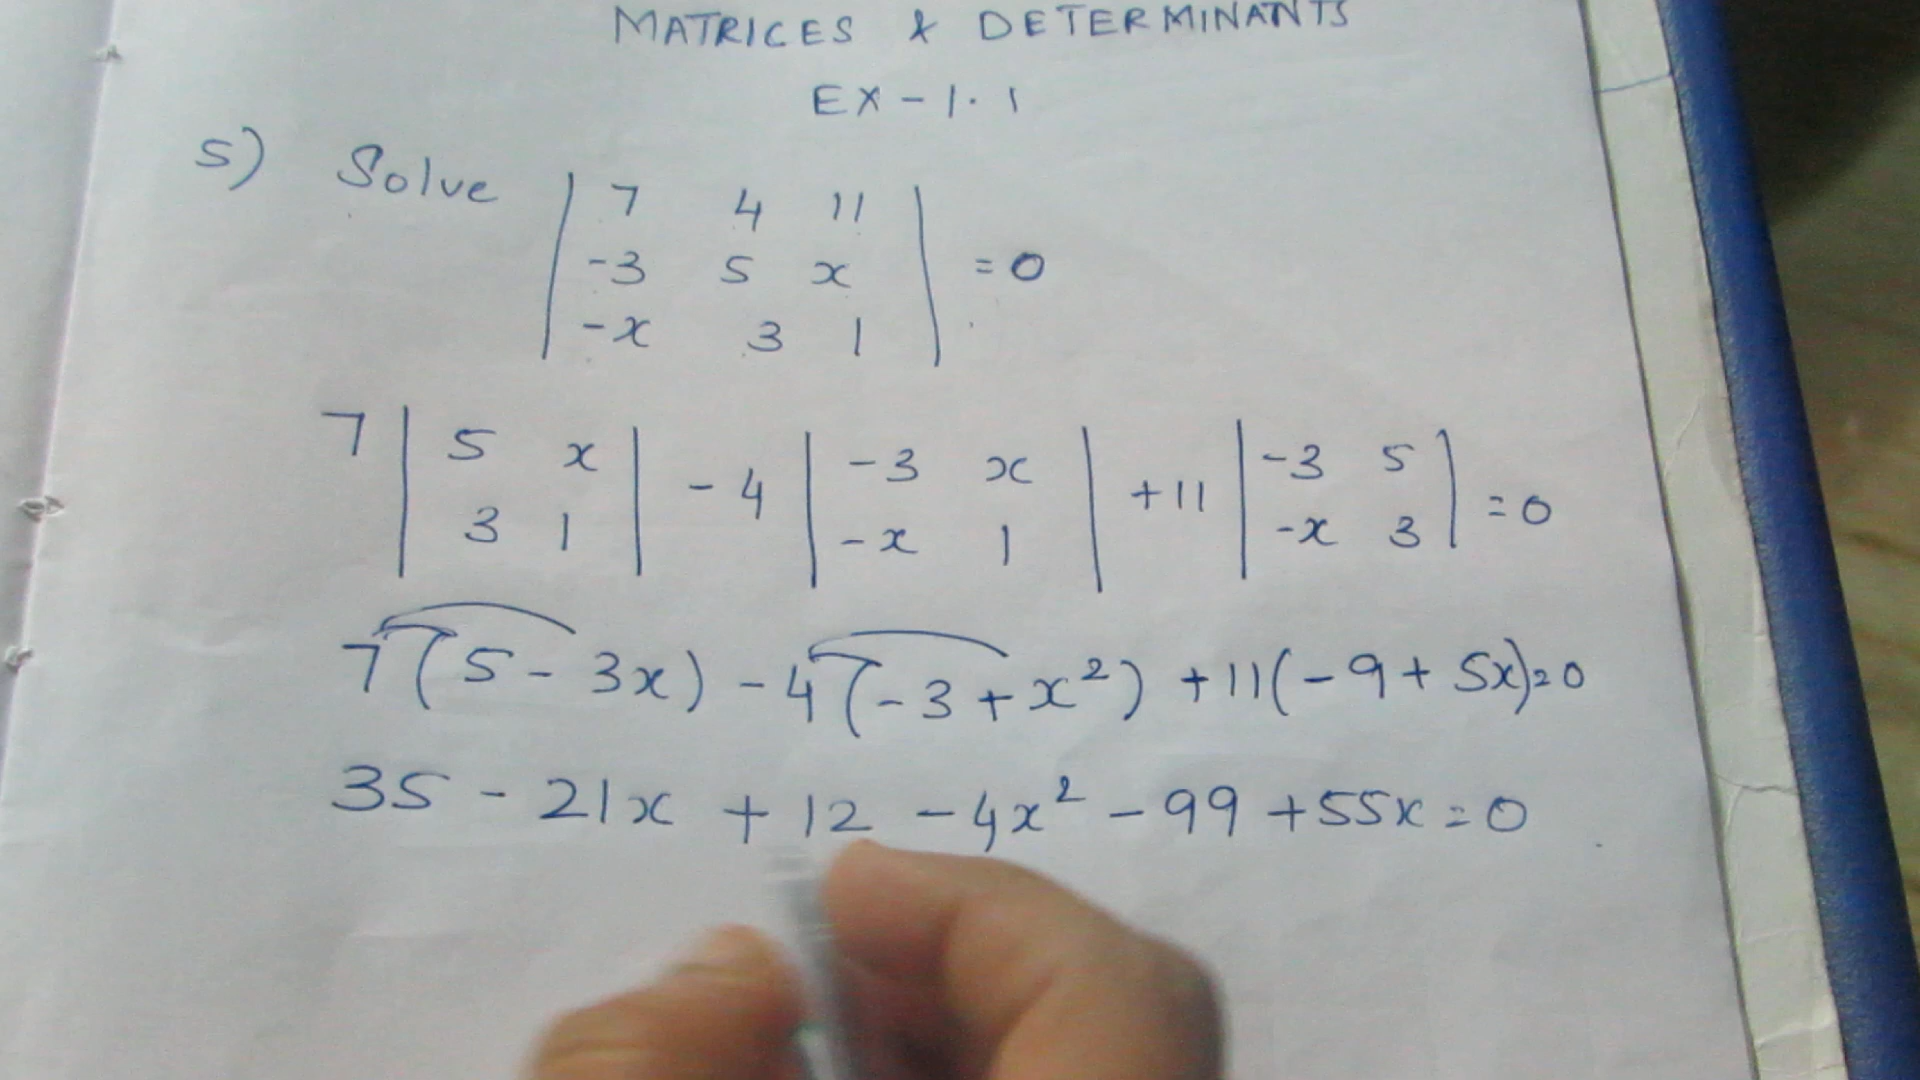 MATRICES & DETERMINANTS
EX - 1.1
5) Solve | 7 4 11 |
| -3 5 x | = 0
| -x 3 1 |
7 | 5 x | - 4 | -3 x | + 11 | -3 5 | = 0
| 3 1 | | -x 1 | | -x 3 |
7(5 - 3x) - 4(-3 + x²) + 11(-9 + 5x) = 0
35 - 21x + 12 - 4x² - 99 + 55x = 0